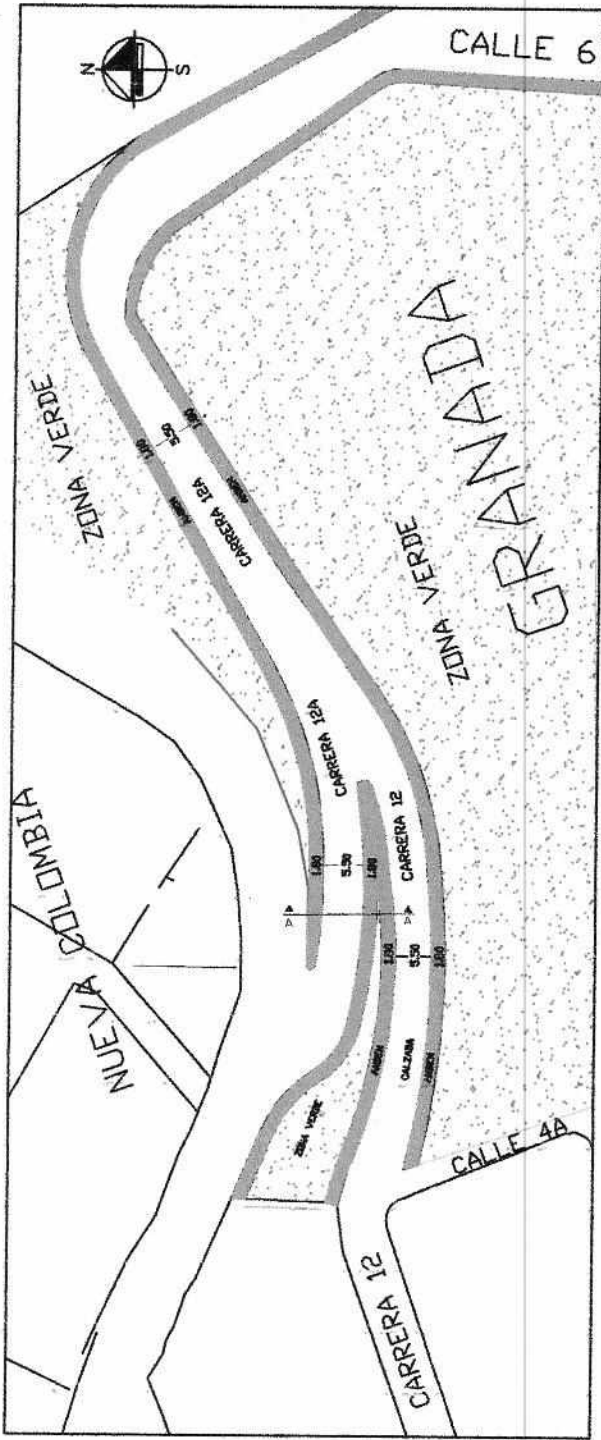 CALLE 6
N
S
ZONA VERDE
GRANADA
1.80
5.50
1.80
ANDEN
CARRERA 12A
ANDEN
ZONA VERDE
CARRERA 12A
NUEVA COLOMBIA
1.80
5.50
1.80
CARRERA 12
A
A
1.80
5.50
1.80
ANDEN
CALZADA
ANDEN
ZONA VERDE
CALLE 4A
CARRERA 12